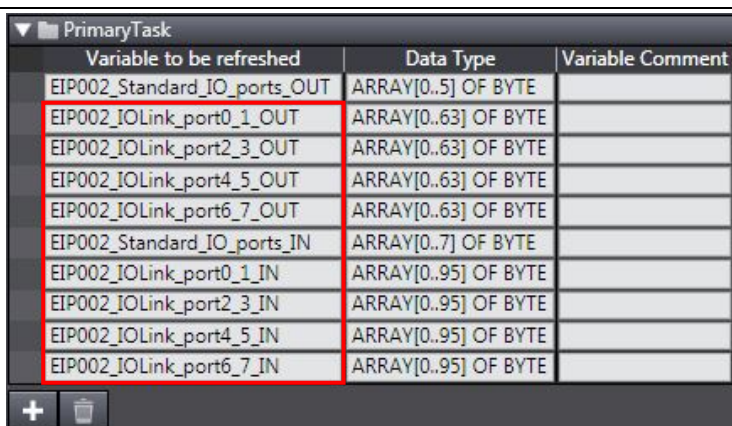 PrimaryTask
Variable to be refreshed Data Type Variable Comment
EIP002_Standard_IO_ports_OUT ARRAY[0..5] OF BYTE
EIP002_IOLink_port0_1_OUT ARRAY[0..63] OF BYTE
EIP002_IOLink_port2_3_OUT ARRAY[0..63] OF BYTE
EIP002_IOLink_port4_5_OUT ARRAY[0..63] OF BYTE
EIP002_IOLink_port6_7_OUT ARRAY[0..63] OF BYTE
EIP002_Standard_IO_ports_IN ARRAY[0..7] OF BYTE
EIP002_IOLink_port0_1_IN ARRAY[0..95] OF BYTE
EIP002_IOLink_port2_3_IN ARRAY[0..95] OF BYTE
EIP002_IOLink_port4_5_IN ARRAY[0..95] OF BYTE
EIP002_IOLink_port6_7_IN ARRAY[0..95] OF BYTE